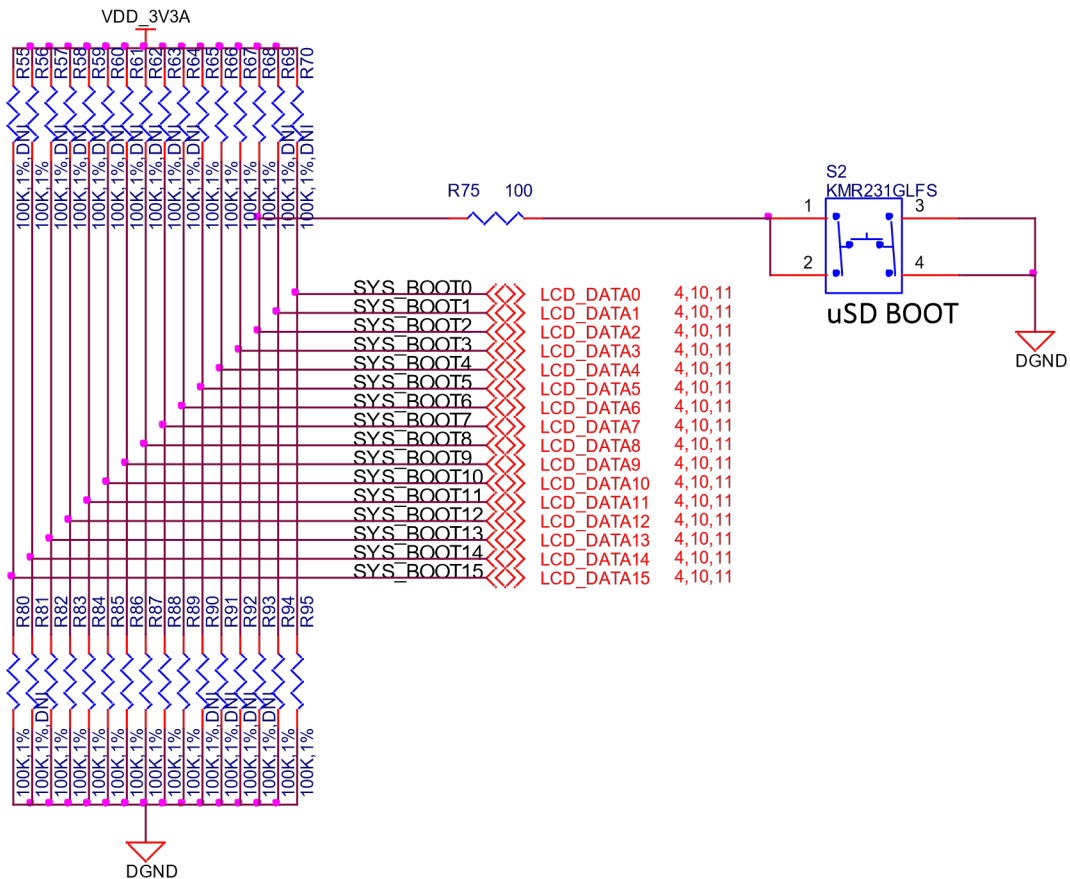 VDD_3V3A
R55
R56
R57
R58
R59
R60
R61
R62
R63
R64
R65
R66
R67
R68
R69
R70
100K,1%,DNI
100K,1%
100K,1%,DNI
100K,1%,DNI
100K,1%,DNI
100K,1%,DNI
100K,1%,DNI
100K,1%,DNI
100K,1%,DNI
100K,1%,DNI
100K,1%
100K,1%
100K,1%
100K,1%
100K,1%,DNI
100K,1%,DNI
R75 100
S2
KMR231GLFS
1 3
2 4
uSD BOOT
DGND
SYS_BOOT0 LCD_DATA0 4,10,11
SYS_BOOT1 LCD_DATA1 4,10,11
SYS_BOOT2 LCD_DATA2 4,10,11
SYS_BOOT3 LCD_DATA3 4,10,11
SYS_BOOT4 LCD_DATA4 4,10,11
SYS_BOOT5 LCD_DATA5 4,10,11
SYS_BOOT6 LCD_DATA6 4,10,11
SYS_BOOT7 LCD_DATA7 4,10,11
SYS_BOOT8 LCD_DATA8 4,10,11
SYS_BOOT9 LCD_DATA9 4,10,11
SYS_BOOT10 LCD_DATA10 4,10,11
SYS_BOOT11 LCD_DATA11 4,10,11
SYS_BOOT12 LCD_DATA12 4,10,11
SYS_BOOT13 LCD_DATA13 4,10,11
SYS_BOOT14 LCD_DATA14 4,10,11
SYS_BOOT15 LCD_DATA15 4,10,11
R80
R81
R82
R83
R84
R85
R86
R87
R88
R89
R90
R91
R92
R93
R94
R95
100K,1%
100K,1%,DNI
100K,1%
100K,1%
100K,1%
100K,1%
100K,1%
100K,1%
100K,1%
100K,1%
100K,1%,DNI
100K,1%,DNI
100K,1%,DNI
100K,1%,DNI
100K,1%
100K,1%
DGND